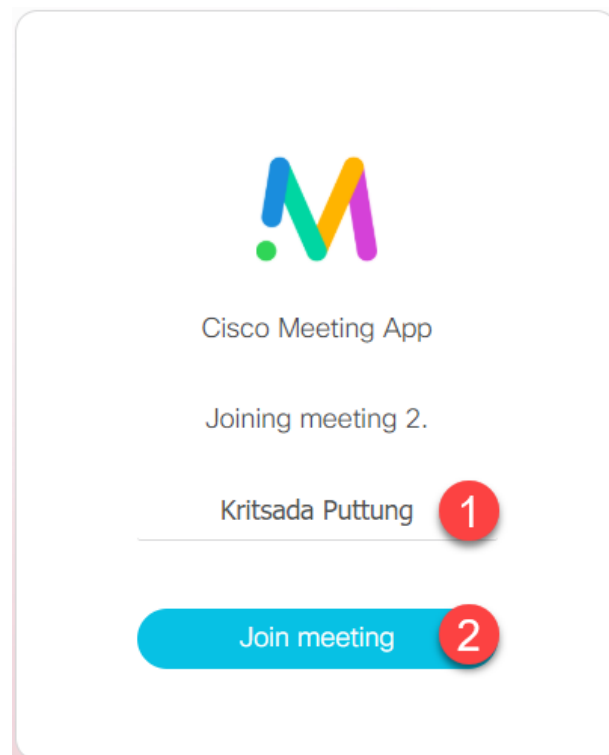 Cisco Meeting App
Joining meeting 2.
Kritsada Puttung 1
Join meeting 2